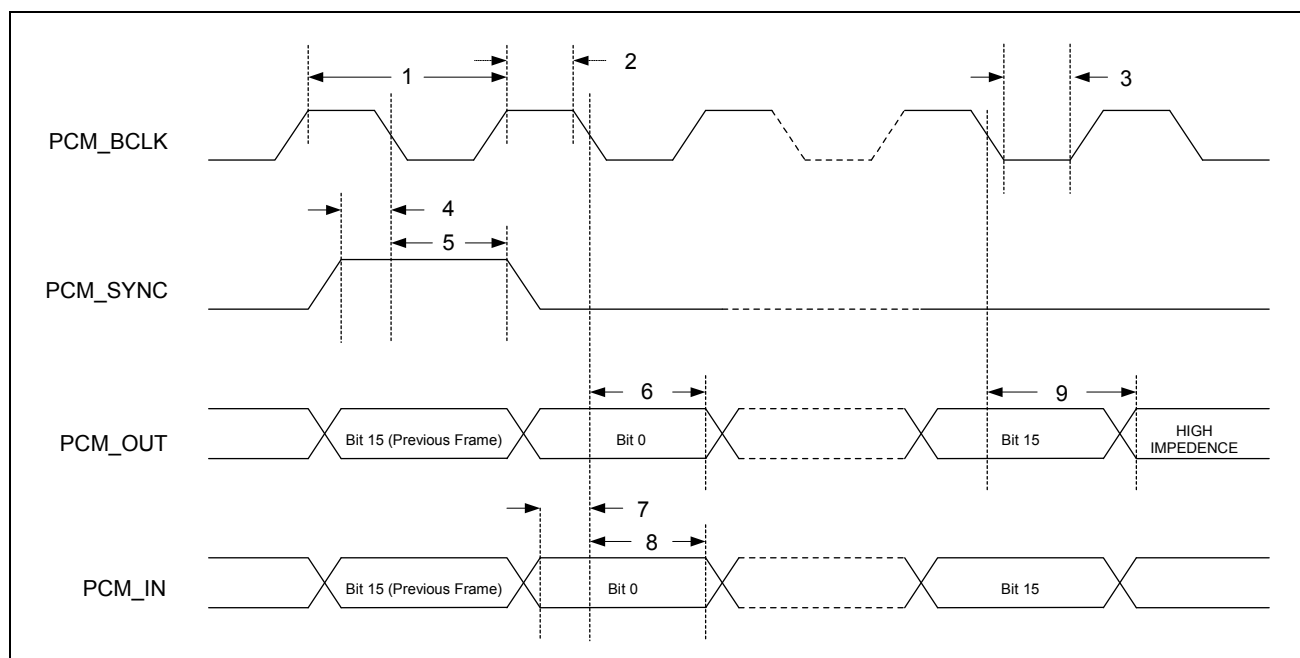 1
2
3
PCM_BCLK
4
5
PCM_SYNC
6
9
PCM_OUT
Bit 15 (Previous Frame)
Bit 0
Bit 15
HIGH
IMPEDENCE
7
8
PCM_IN
Bit 15 (Previous Frame)
Bit 0
Bit 15